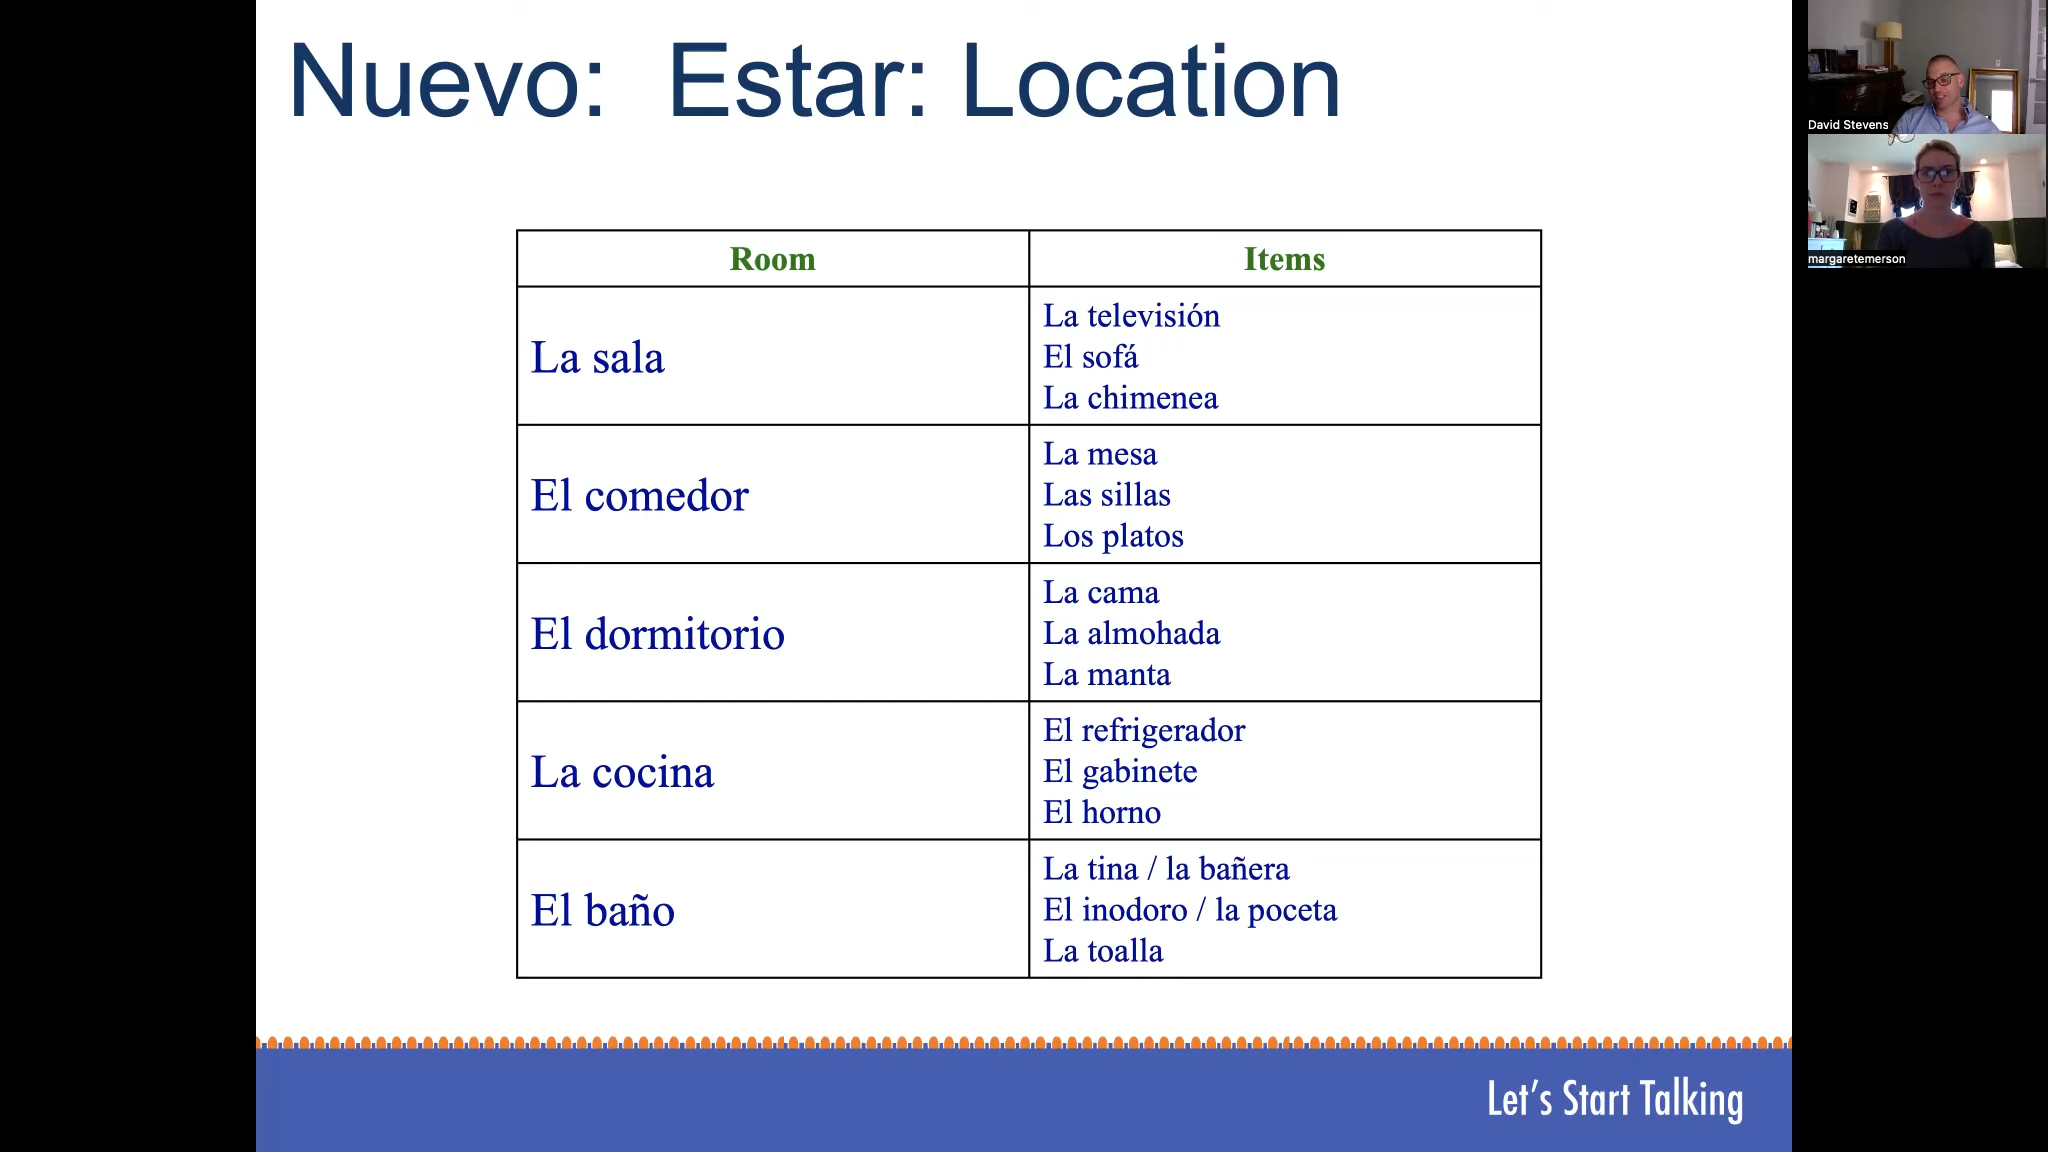 Nuevo: Estar: Location
Room Items
La sala
La televisión
El sofá
La chimenea
El comedor
La mesa
Las sillas
Los platos
El dormitorio
La cama
La almohada
La manta
La cocina
El refrigerador
El gabinete
El horno
El baño
La tina / la bañera
El inodoro / la poceta
La toalla
Let's Start Talking
David Stevens
margaretemerson